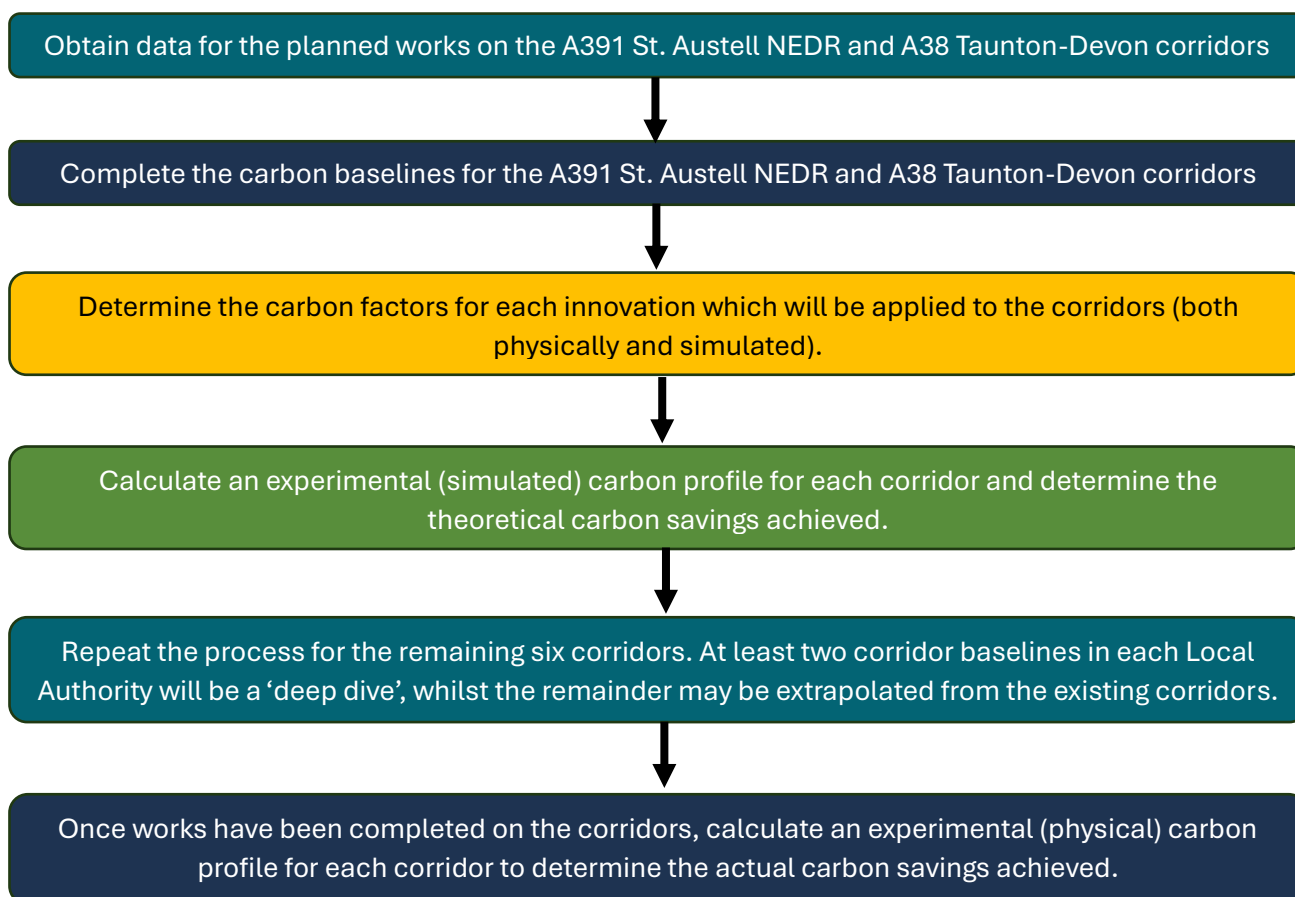 Obtain data for the planned works on the A391 St. Austell NEDR and A38 Taunton-Devon corridors
Complete the carbon baselines for the A391 St. Austell NEDR and A38 Taunton-Devon corridors
Determine the carbon factors for each innovation which will be applied to the corridors (both
physically and simulated).
Calculate an experimental (simulated) carbon profile for each corridor and determine the
theoretical carbon savings achieved.
Repeat the process for the remaining six corridors. At least two corridor baselines in each Local
Authority will be a ‘deep dive’, whilst the remainder may be extrapolated from the existing corridors.
Once works have been completed on the corridors, calculate an experimental (physical) carbon
profile for each corridor to determine the actual carbon savings achieved.